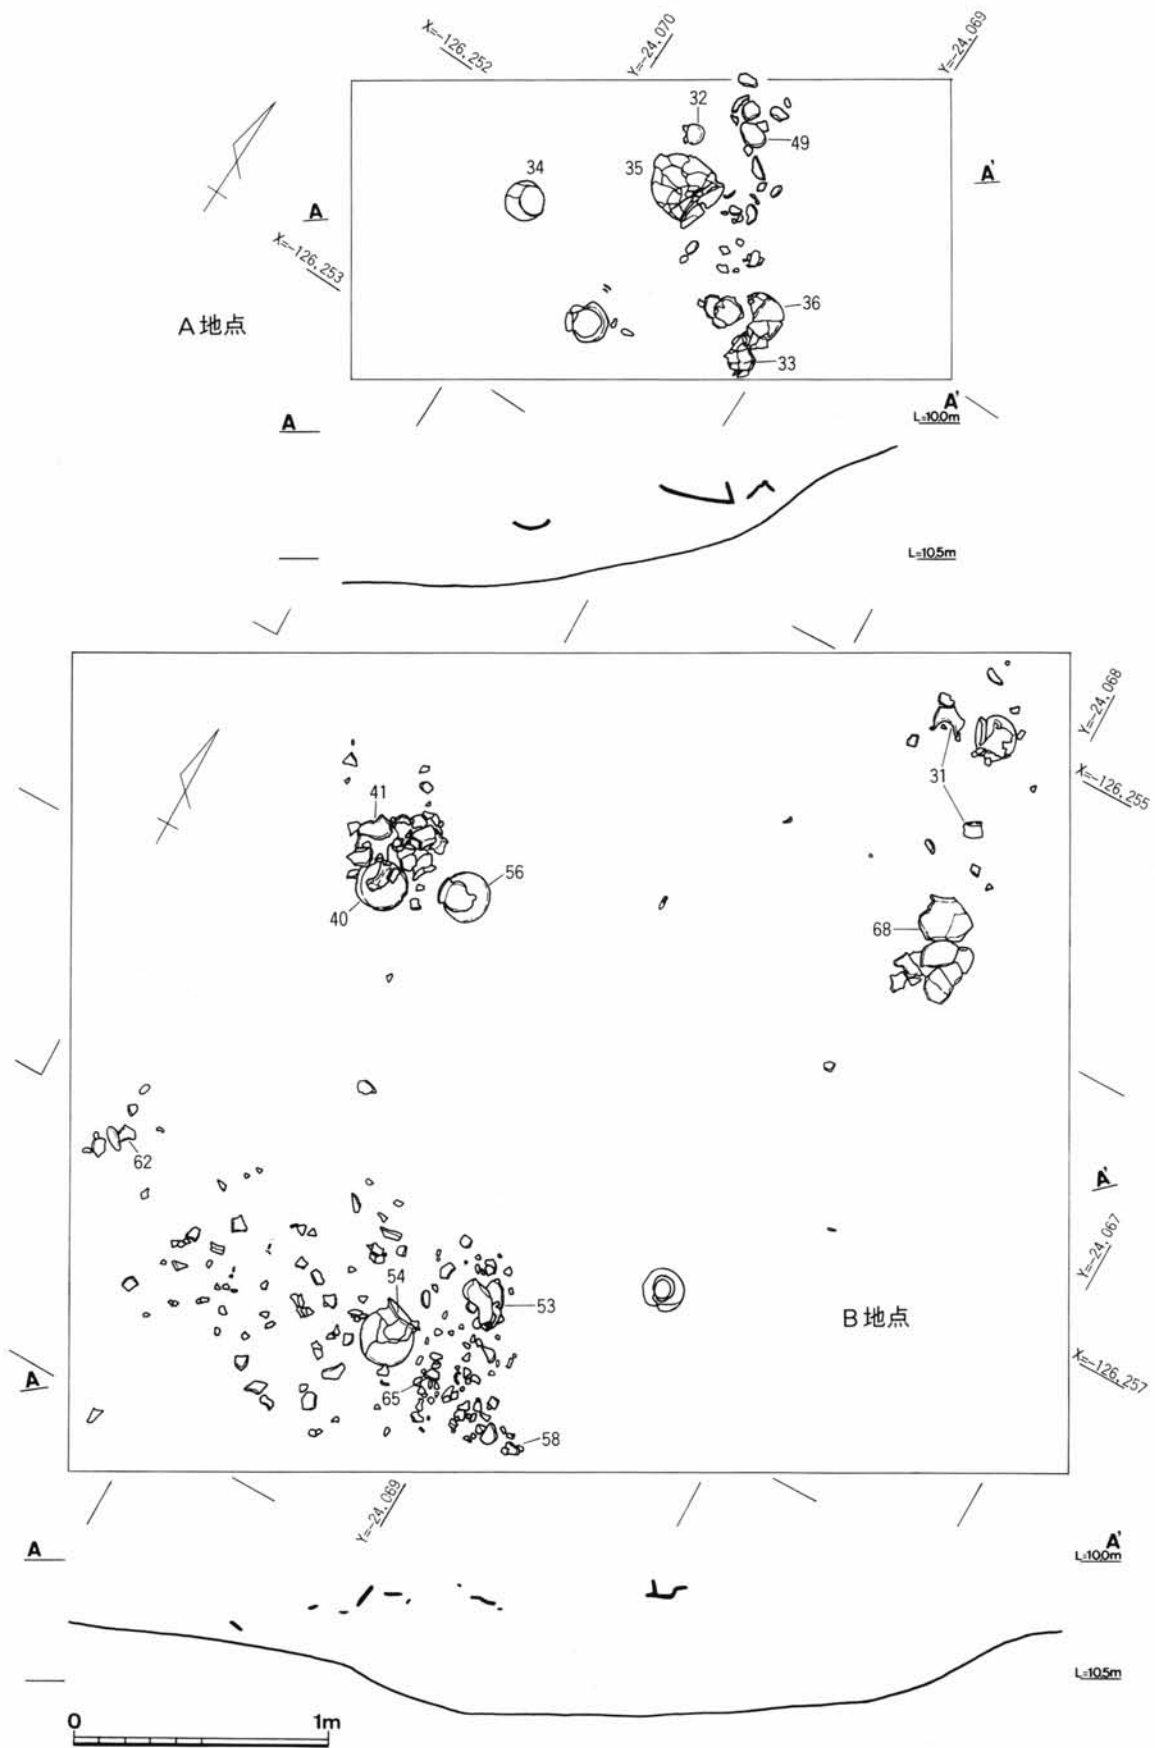 X=-126,252
Y=-24,070
Y=-24,069
32
49
34
35
A
A'
X=-126,253
A地点
36
33
A
A'
L=10.0m
L=10.5m
Y=-24,068
X=-126,255
31
41
56
40
68
62
A'
Y=-24,067
54
53
B地点
X=-126,257
A
65
58
Y=-24,069
A
A'
L=10.0m
L=10.5m
0
1m